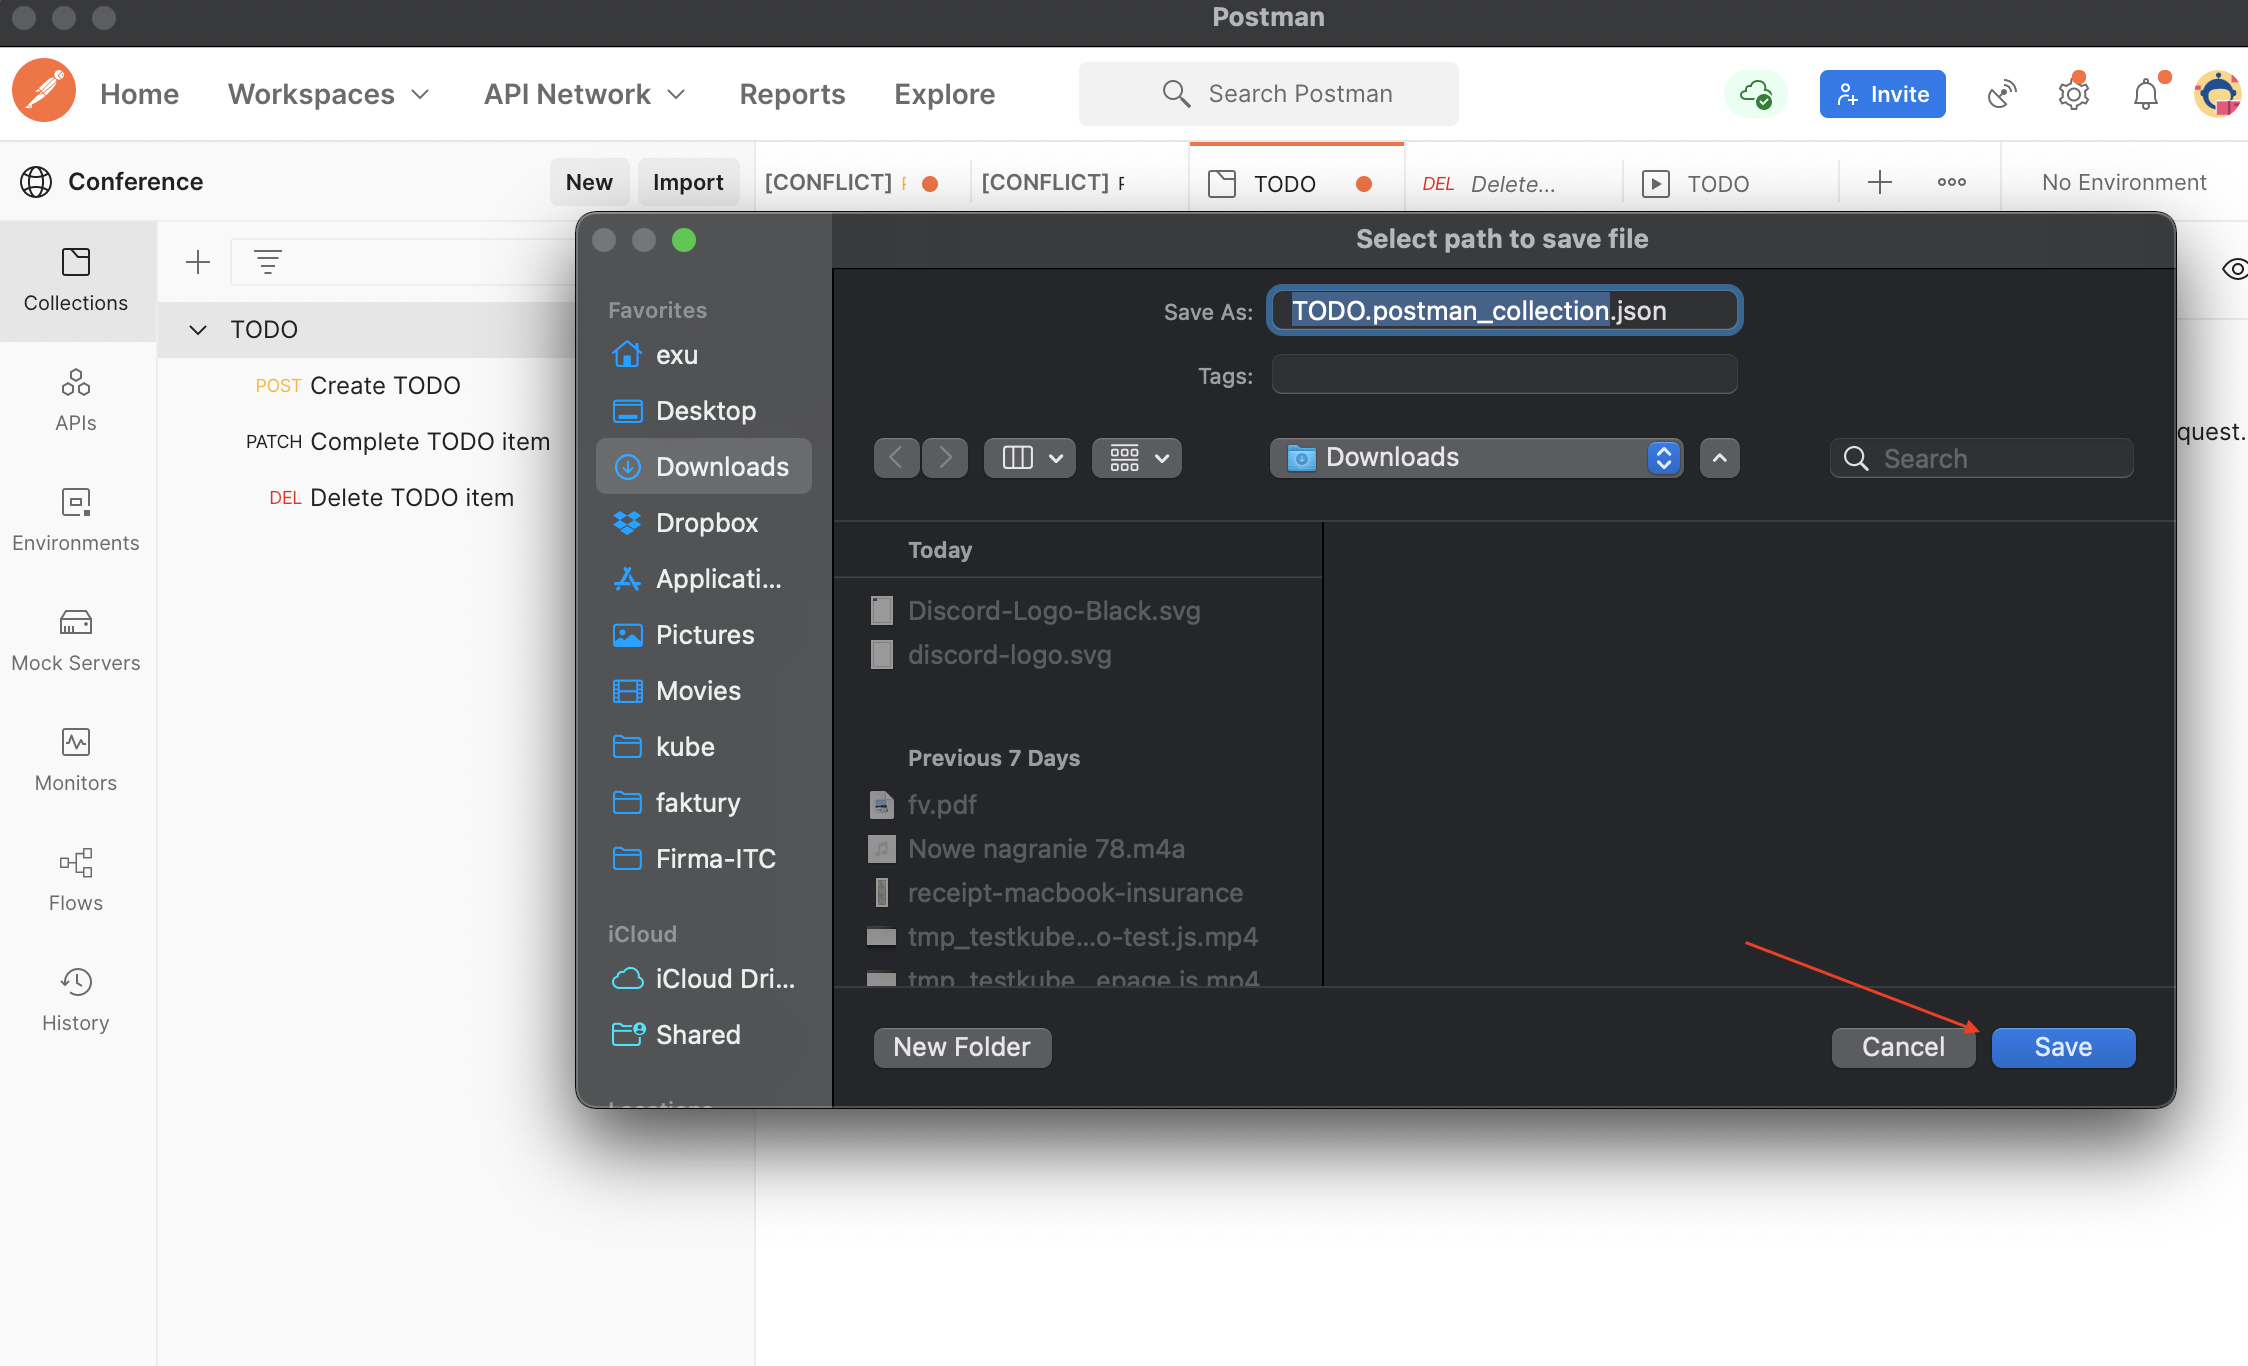 Postman
Home Workspaces API Network Reports Explore Search Postman Invite
Conference New Import [CONFLICT] [CONFLICT] TODO DEL Delete... TODO No Environment
Collections
APIs
Environments
Mock Servers
Monitors
Flows
History
TODO
POST Create TODO
PATCH Complete TODO item
DEL Delete TODO item
quest.
Select path to save file
Save As: TODO.postman_collection.json
Tags:
Downloads Search
Favorites
exu
Desktop
Downloads
Dropbox
Applicati...
Pictures
Movies
kube
faktury
Firma-ITC
iCloud
iCloud Dri...
Shared
Today
Discord-Logo-Black.svg
discord-logo.svg
Previous 7 Days
fv.pdf
Nowe nagranie 78.m4a
receipt-macbook-insurance
tmp_testkube...o-test.js.mp4
tmp_testkube...epage.js.mp4
New Folder Cancel Save